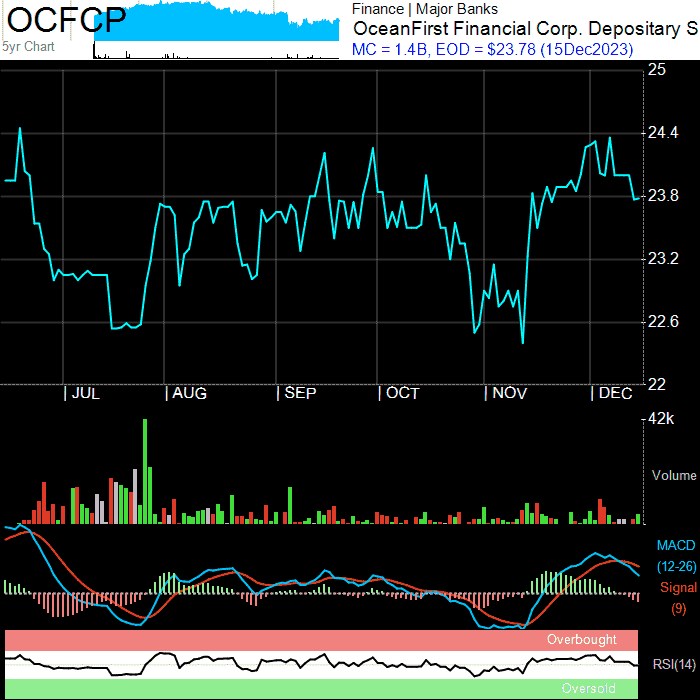 OCFCP
5yr Chart
Finance | Major Banks
OceanFirst Financial Corp. Depositary S
MC = 1.4B, EOD = $23.78 (15Dec2023)
25
24.4
23.8
23.2
22.6
22
| JUL | AUG | SEP | OCT | NOV | DEC
42k
Volume
MACD
(12-26)
Signal
(9)
Overbought
RSI(14)
Oversold